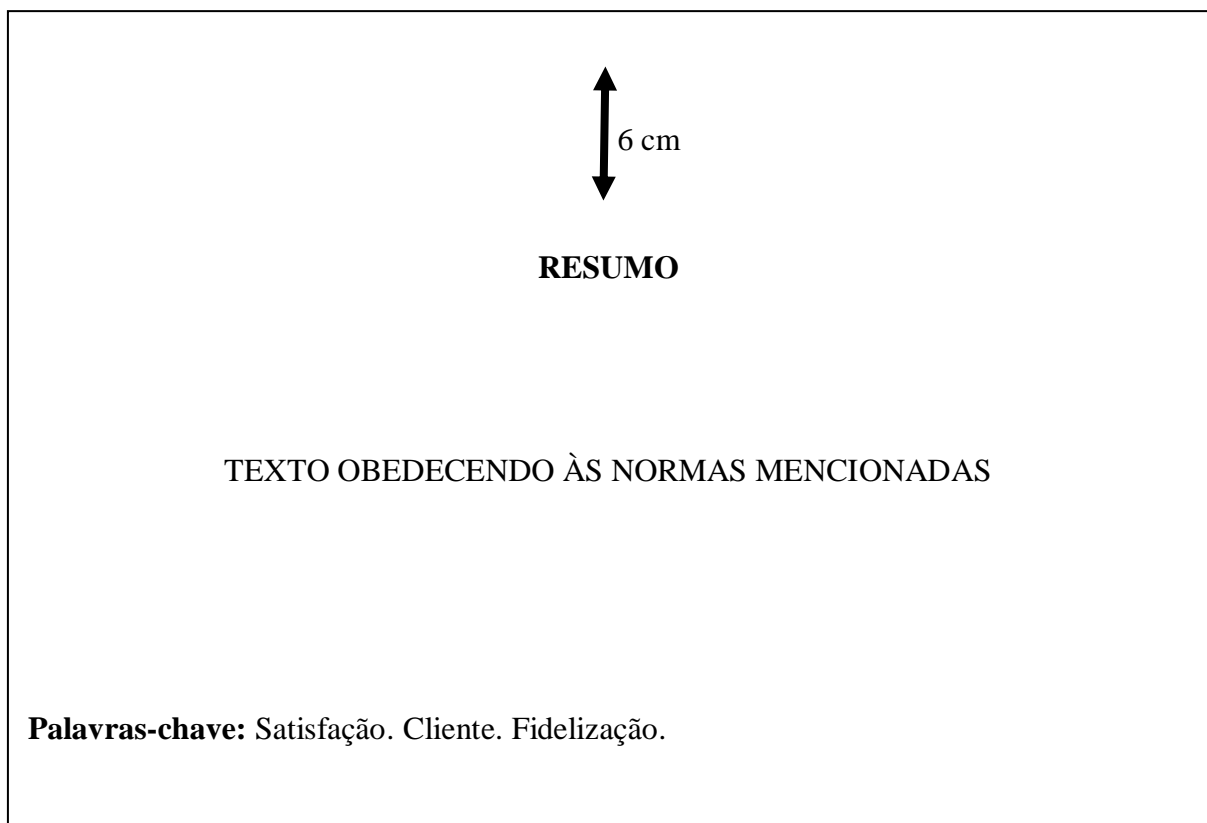 6 cm
RESUMO
TEXTO OBEDECENDO ÀS NORMAS MENCIONADAS
Palavras-chave: Satisfação. Cliente. Fidelização.